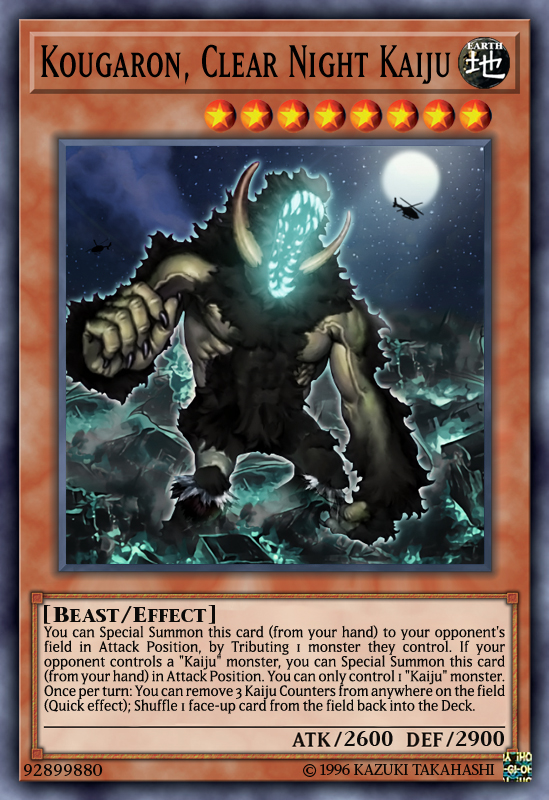 Kougaron, Clear Night Kaiju
EARTH
地
[Beast/Effect]
You can Special Summon this card (from your hand) to your opponent's
field in Attack Position, by Tributing 1 monster they control. If your
opponent controls a "Kaiju" monster, you can Special Summon this card
(from your hand) in Attack Position. You can only control 1 "Kaiju" monster.
Once per turn: You can remove 3 Kaiju Counters from anywhere on the field
(Quick effect); Shuffle 1 face-up card from the field back into the Deck.
ATK/2600 DEF/2900
92899880
© 1996 KAZUKI TAKAHASHI